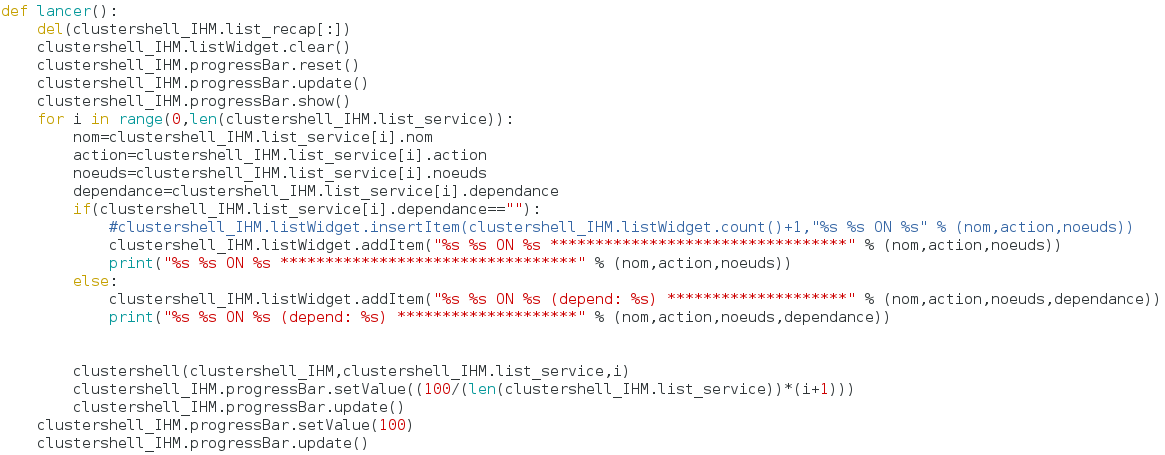 def lancer():
    del(clustershell_IHM.list_recap[:])
    clustershell_IHM.listWidget.clear()
    clustershell_IHM.progressBar.reset()
    clustershell_IHM.progressBar.update()
    clustershell_IHM.progressBar.show()
    for i in range(0,len(clustershell_IHM.list_service)):
        nom=clustershell_IHM.list_service[i].nom
        action=clustershell_IHM.list_service[i].action
        noeuds=clustershell_IHM.list_service[i].noeuds
        dependance=clustershell_IHM.list_service[i].dependance
        if(clustershell_IHM.list_service[i].dependance==""):
            #clustershell_IHM.listWidget.insertItem(clustershell_IHM.listWidget.count()+1,"%s %s ON %s" % (nom,action,noeuds))
            clustershell_IHM.listWidget.addItem("%s %s ON %s *********************************" % (nom,action,noeuds))
            print("%s %s ON %s *********************************" % (nom,action,noeuds))
        else:
            clustershell_IHM.listWidget.addItem("%s %s ON %s (depend: %s) ********************" % (nom,action,noeuds,dependance))
            print("%s %s ON %s (depend: %s) ********************" % (nom,action,noeuds,dependance))
        clustershell(clustershell_IHM,clustershell_IHM.list_service,i)
        clustershell_IHM.progressBar.setValue((100/(len(clustershell_IHM.list_service))*(i+1)))
        clustershell_IHM.progressBar.update()
    clustershell_IHM.progressBar.setValue(100)
    clustershell_IHM.progressBar.update()